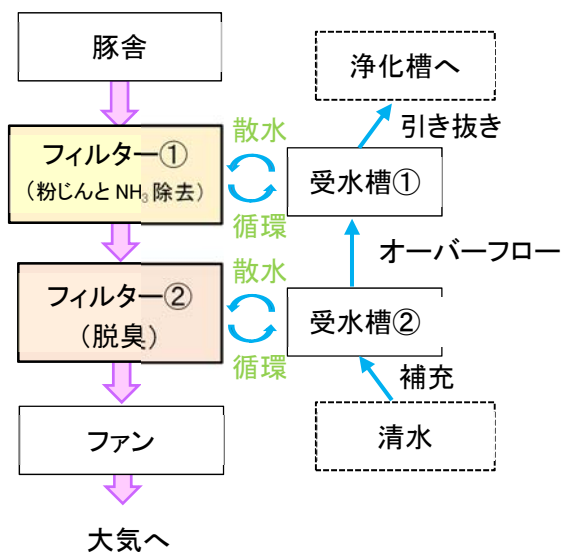 豚舎
フィルター①
（粉じんと NH₃ 除去）
フィルター②
（脱臭）
ファン
大気へ
散水
循環
散水
循環
浄化槽へ
引き抜き
受水槽①
オーバーフロー
受水槽②
補充
清水